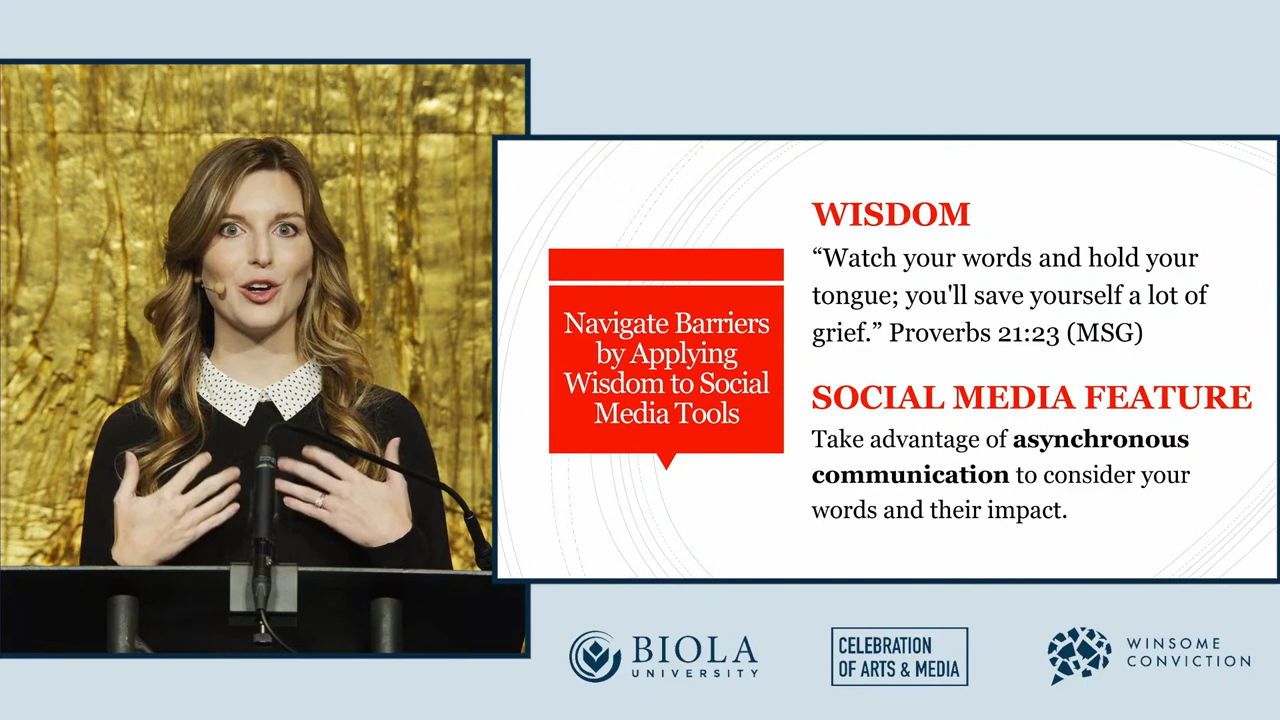 Navigate Barriers
by Applying
Wisdom to Social
Media Tools
WISDOM
“Watch your words and hold your
tongue; you'll save yourself a lot of
grief.” Proverbs 21:23 (MSG)
SOCIAL MEDIA FEATURE
Take advantage of asynchronous
communication to consider your
words and their impact.
BIOLA
UNIVERSITY
CELEBRATION
OF ARTS & MEDIA
WINSOME
CONVICTION